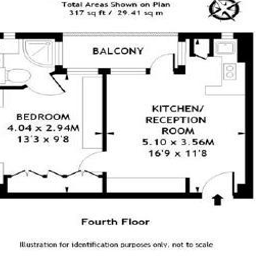 Total Areas Shown on Plan
317 sq ft / 29.41 sq m
BALCONY
BEDROOM
4.04 x 2.94M
13'3 x 9'8
KITCHEN/
RECEPTION
ROOM
5.10 x 3.56M
16'9 x 11'8
Fourth Floor
Illustration for identification purposes only, not to scale